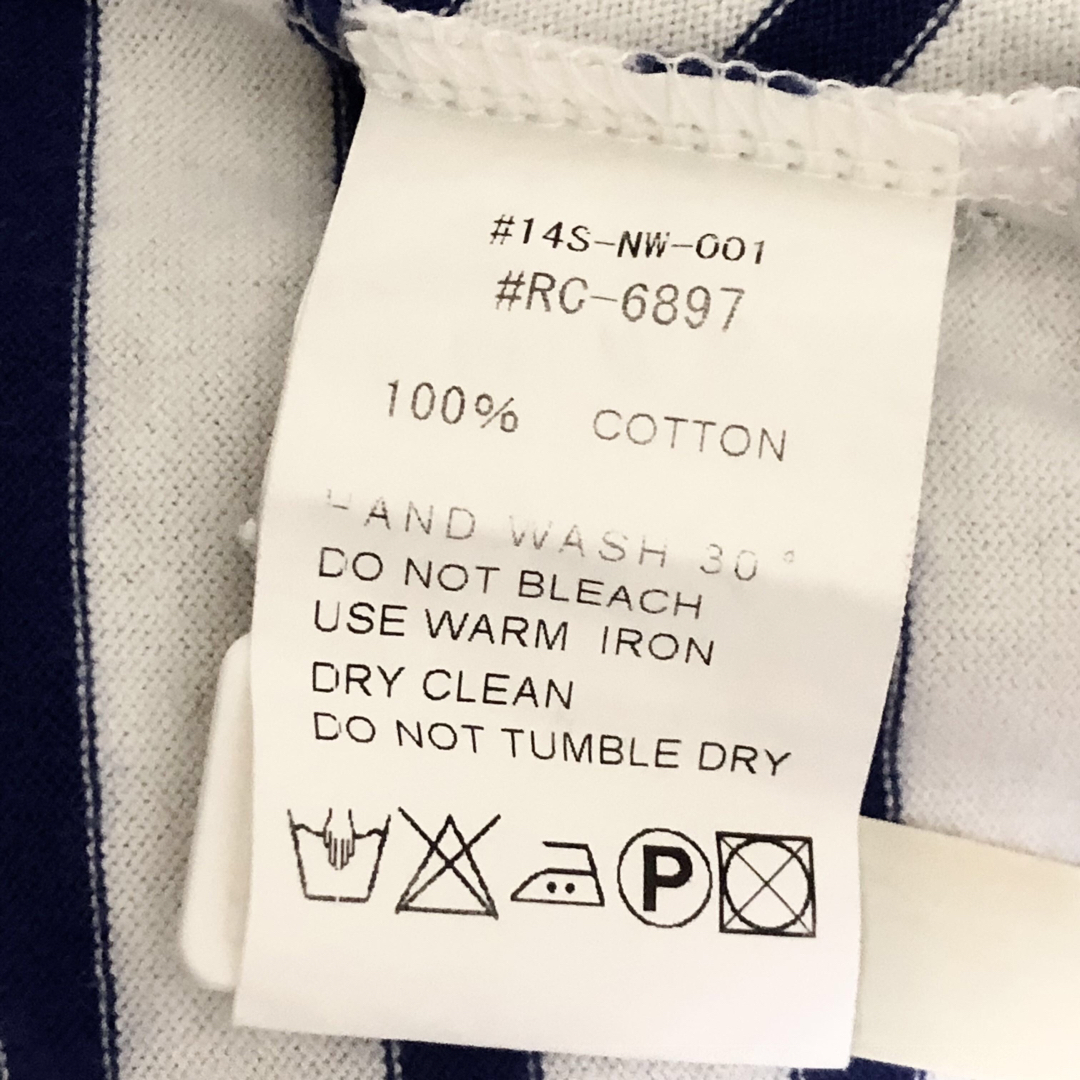 #14S-NW-001
#RC-6897
100% COTTON
HAND WASH 30°
DO NOT BLEACH
USE WARM IRON
DRY CLEAN
DO NOT TUMBLE DRY
P